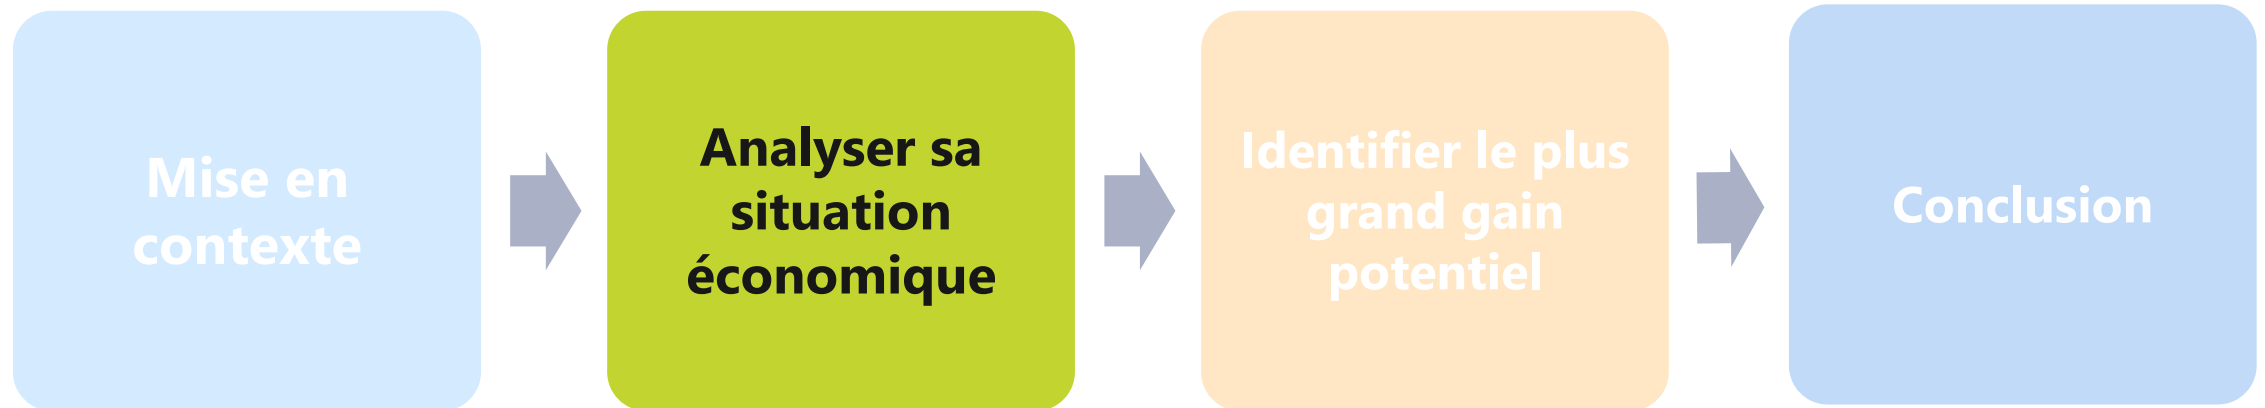 Mise en
contexte
Analyser sa
situation
économique
Identifier le plus
grand gain
potentiel
Conclusion